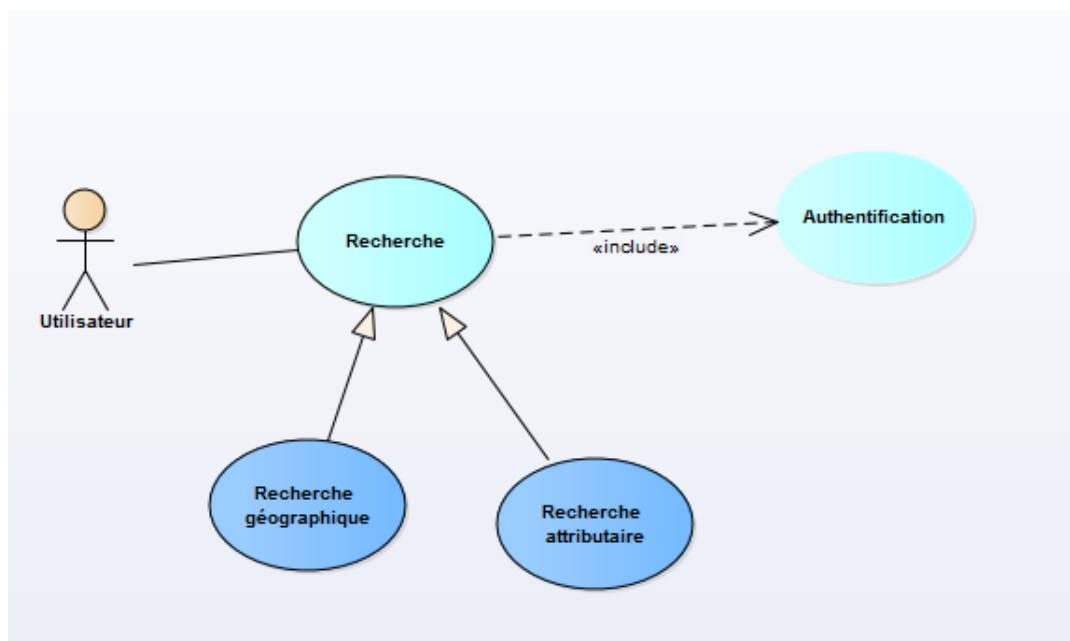 Authentification
Recherche
«include»
Utilisateur
Recherche
géographique
Recherche
attributaire